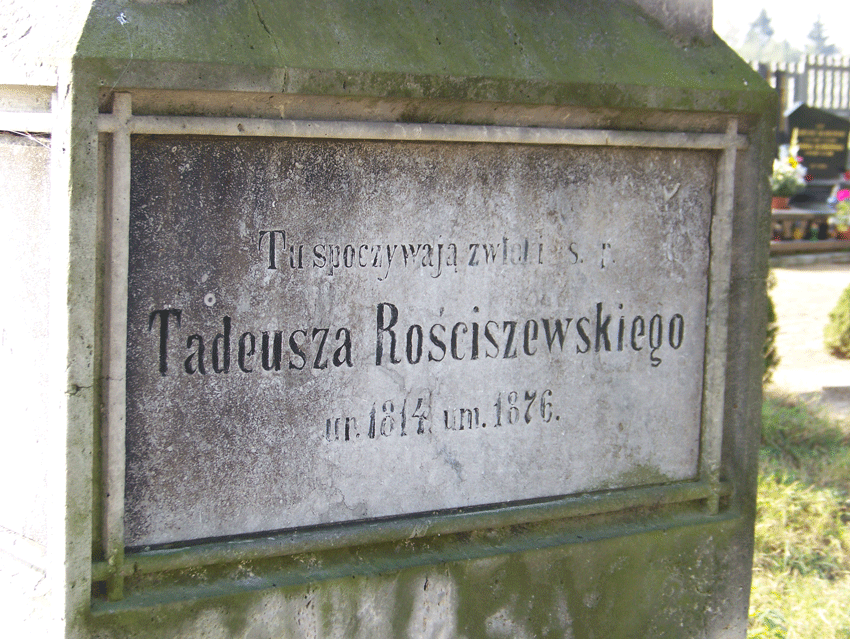 Tu spoczywają zwłoki s. p.
Tadeusza Rościszewskiego
ur. 1814. um. 1876.